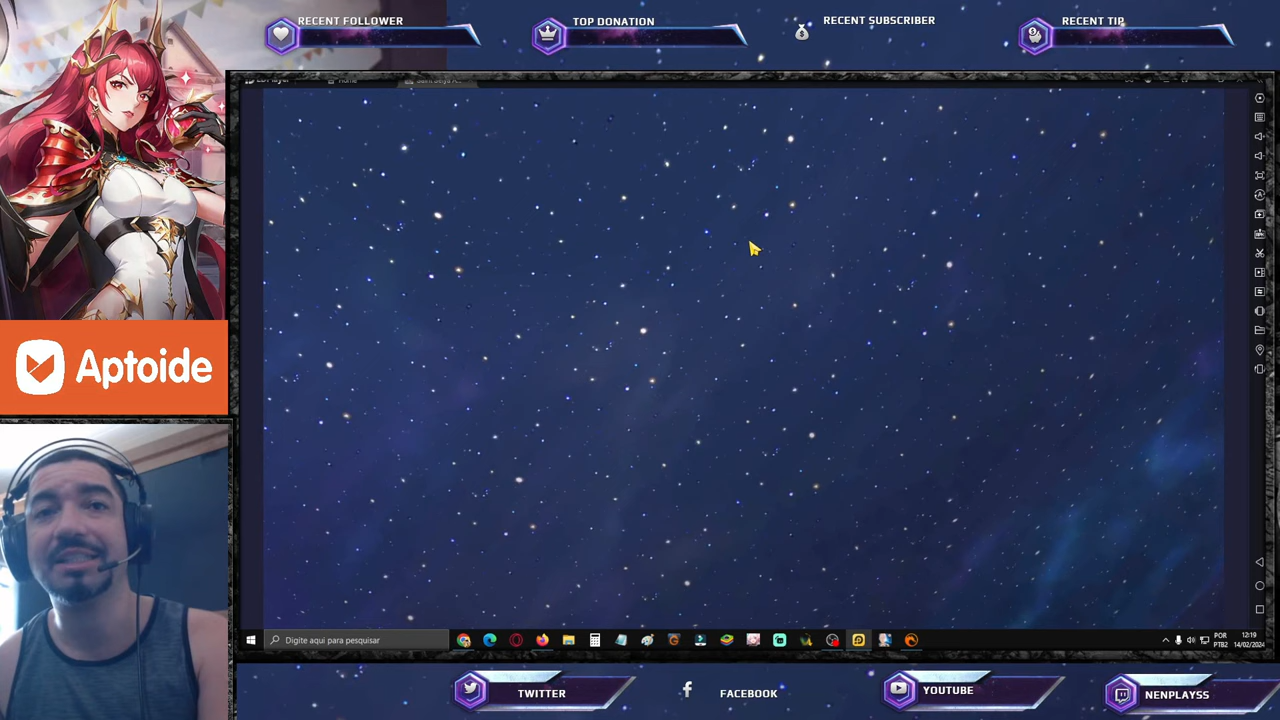 RECENT FOLLOWER
TOP DONATION
RECENT SUBSCRIBER
RECENT TIP
Home
Aptoide
Digite aqui para pesquisar
POR
PTB2
12:19
14/02/2024
TWITTER
FACEBOOK
YOUTUBE
NENPLAYSS